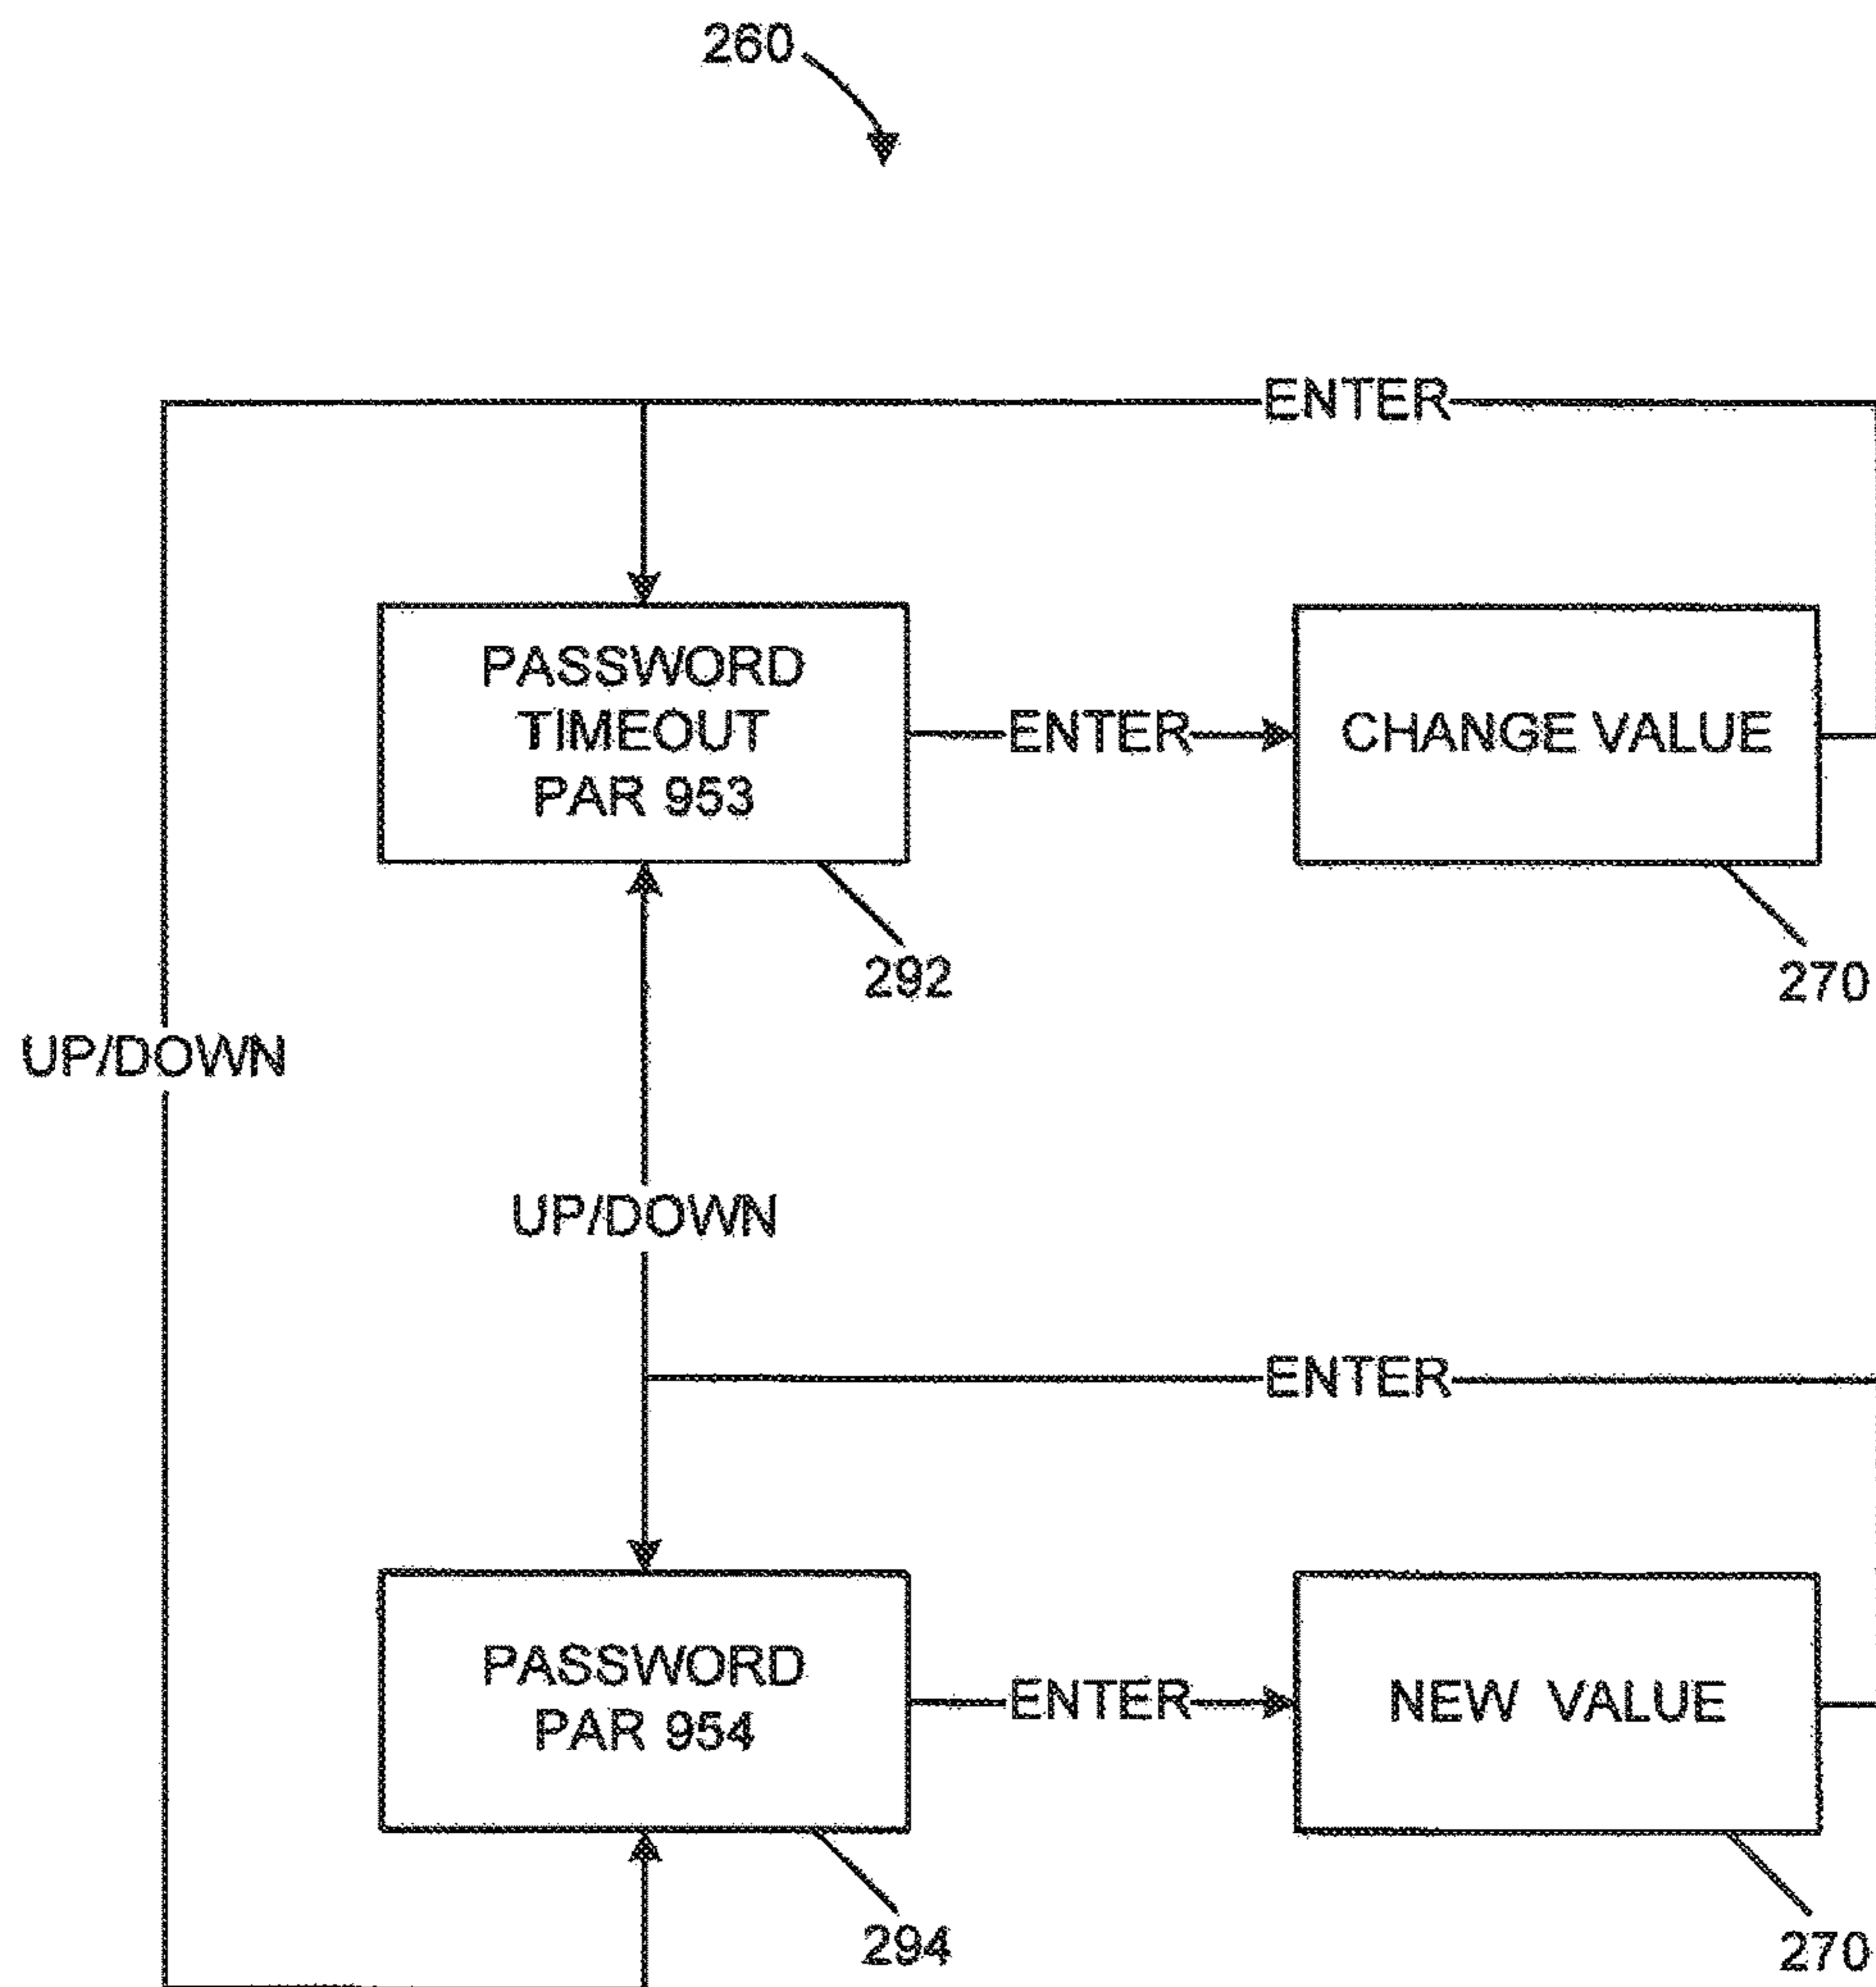 260
ENTER
PASSWORD
TIMEOUT
PAR 953
ENTER
CHANGE VALUE
292
270
UP/DOWN
UP/DOWN
ENTER
PASSWORD
PAR 954
ENTER
NEW VALUE
294
270